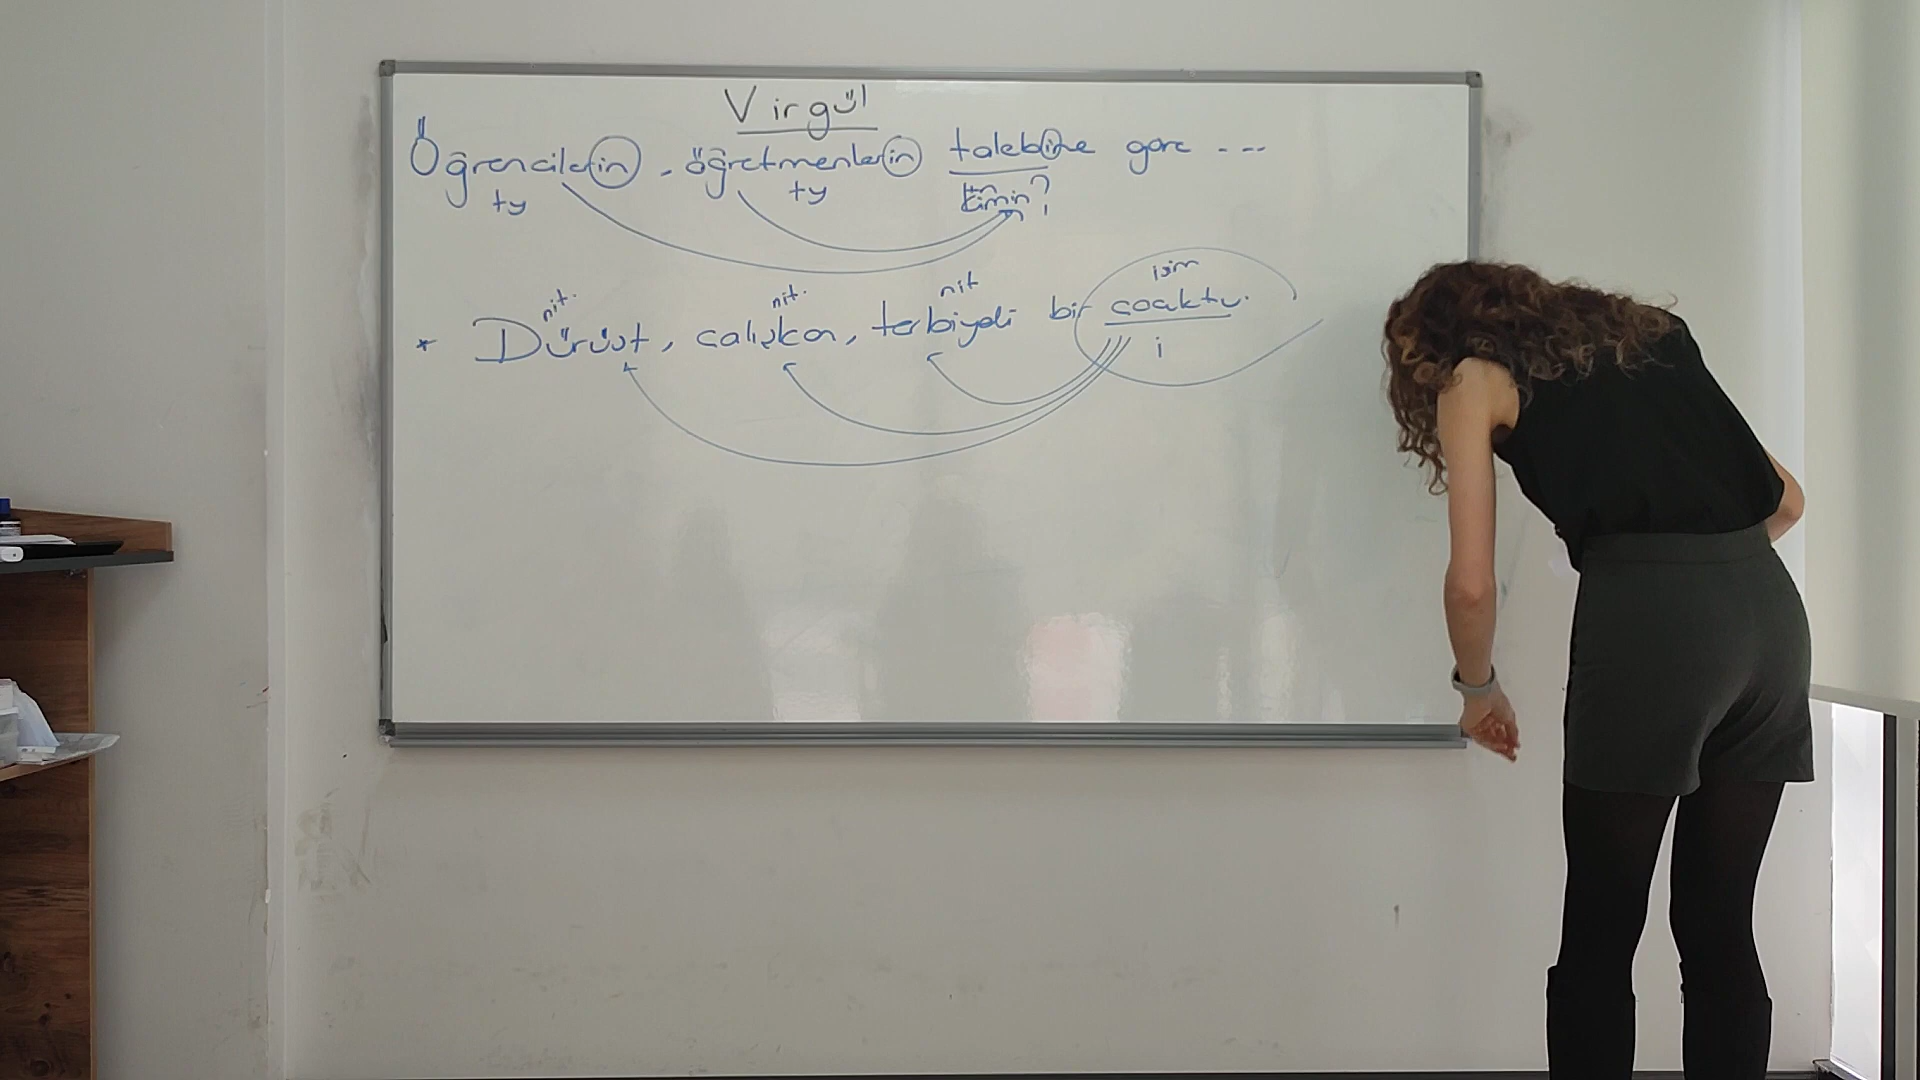 Virgül
Öğrencilerin, öğretmenlerin talebine göre ---
ty ty kimin?
nit. nit. nit isim
* Dürüst, çalışkan, terbiyeli bir çocuktu.
i